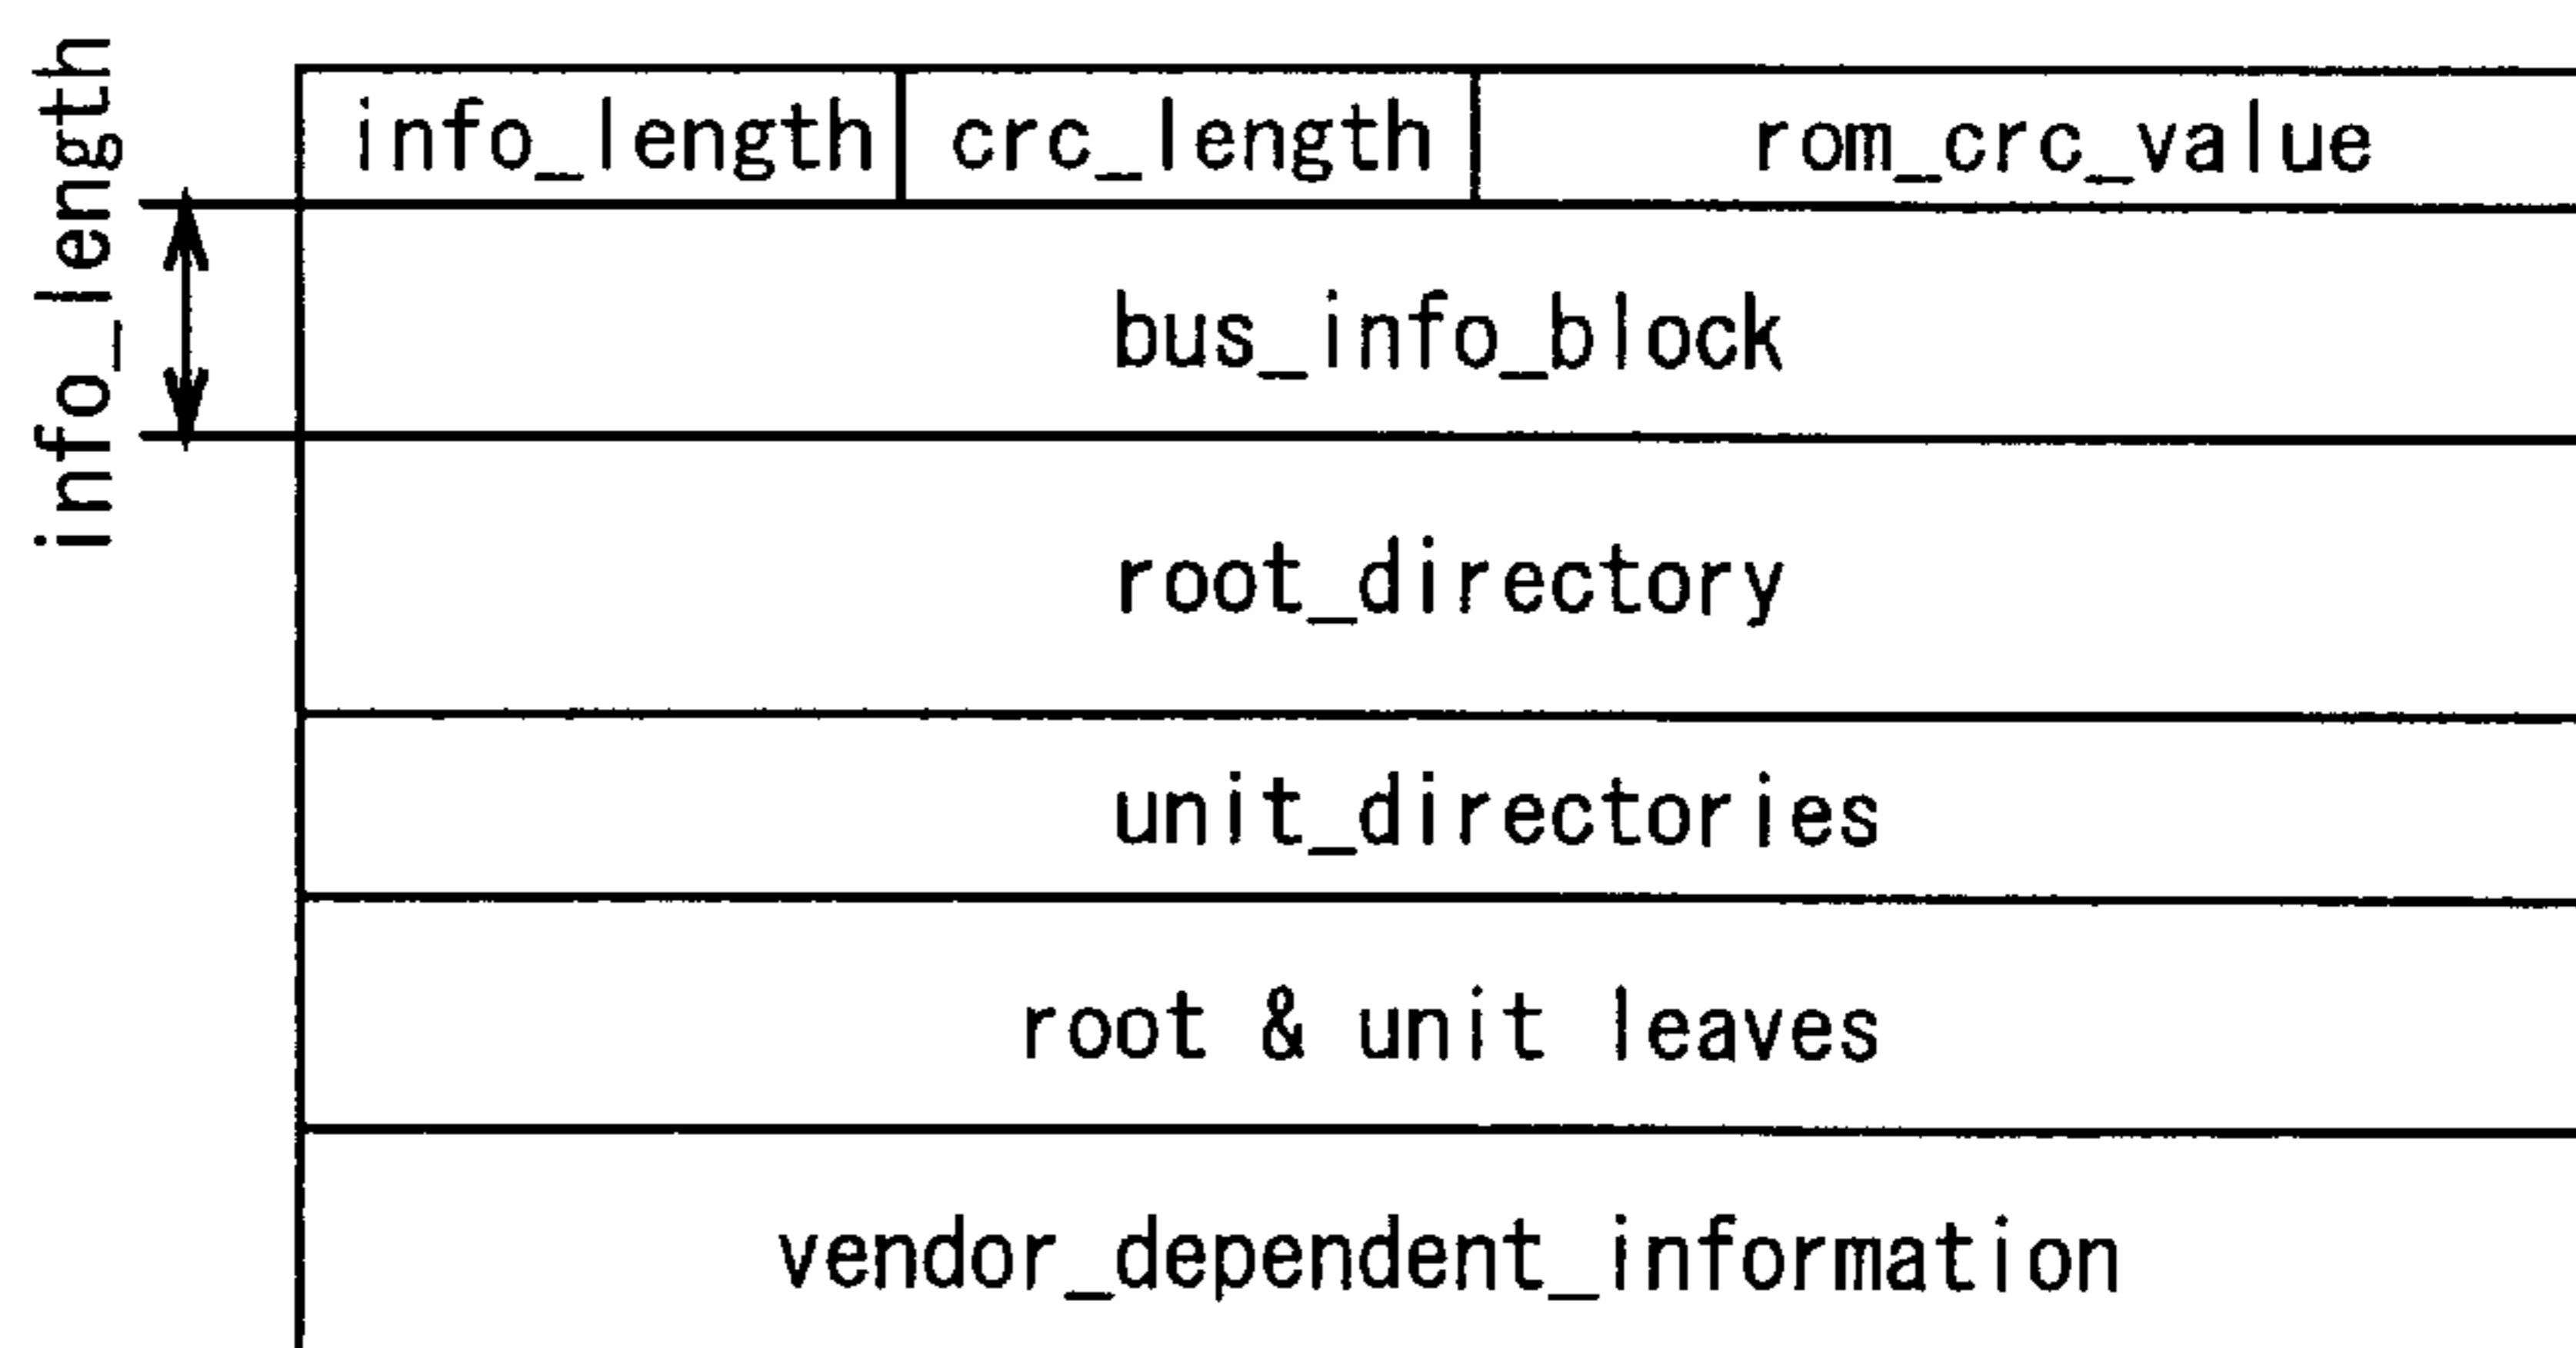 info_length
info_length crc_length rom_crc_value
bus_info_block
root_directory
unit_directories
root & unit leaves
vendor_dependent_information